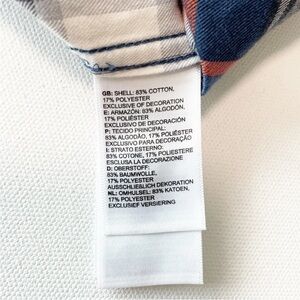 GB: SHELL: 83% COTTON,
17% POLYESTER
EXCLUSIVE OF DECORATION
E: ARMAZÓN: 83% ALGODÓN,
17% POLIÉSTER
EXCLUSIVO DE DECORACIÓN
P: TECIDO PRINCIPAL:
83% ALGODÃO, 17% POLIÉSTER
EXCLUSIVO PARA DECORAÇÃO
I: STRATO ESTERNO:
83% COTONE, 17% POLIESTERE
ESCLUSA LA DECORAZIONE
D: OBERSTOFF:
83% BAUMWOLLE,
17% POLYESTER
AUSSCHLIEßLICH DEKORATION
NL: OMHULSEL: 83% KATOEN,
17% POLYESTER
EXCLUSIEF VERSIERING